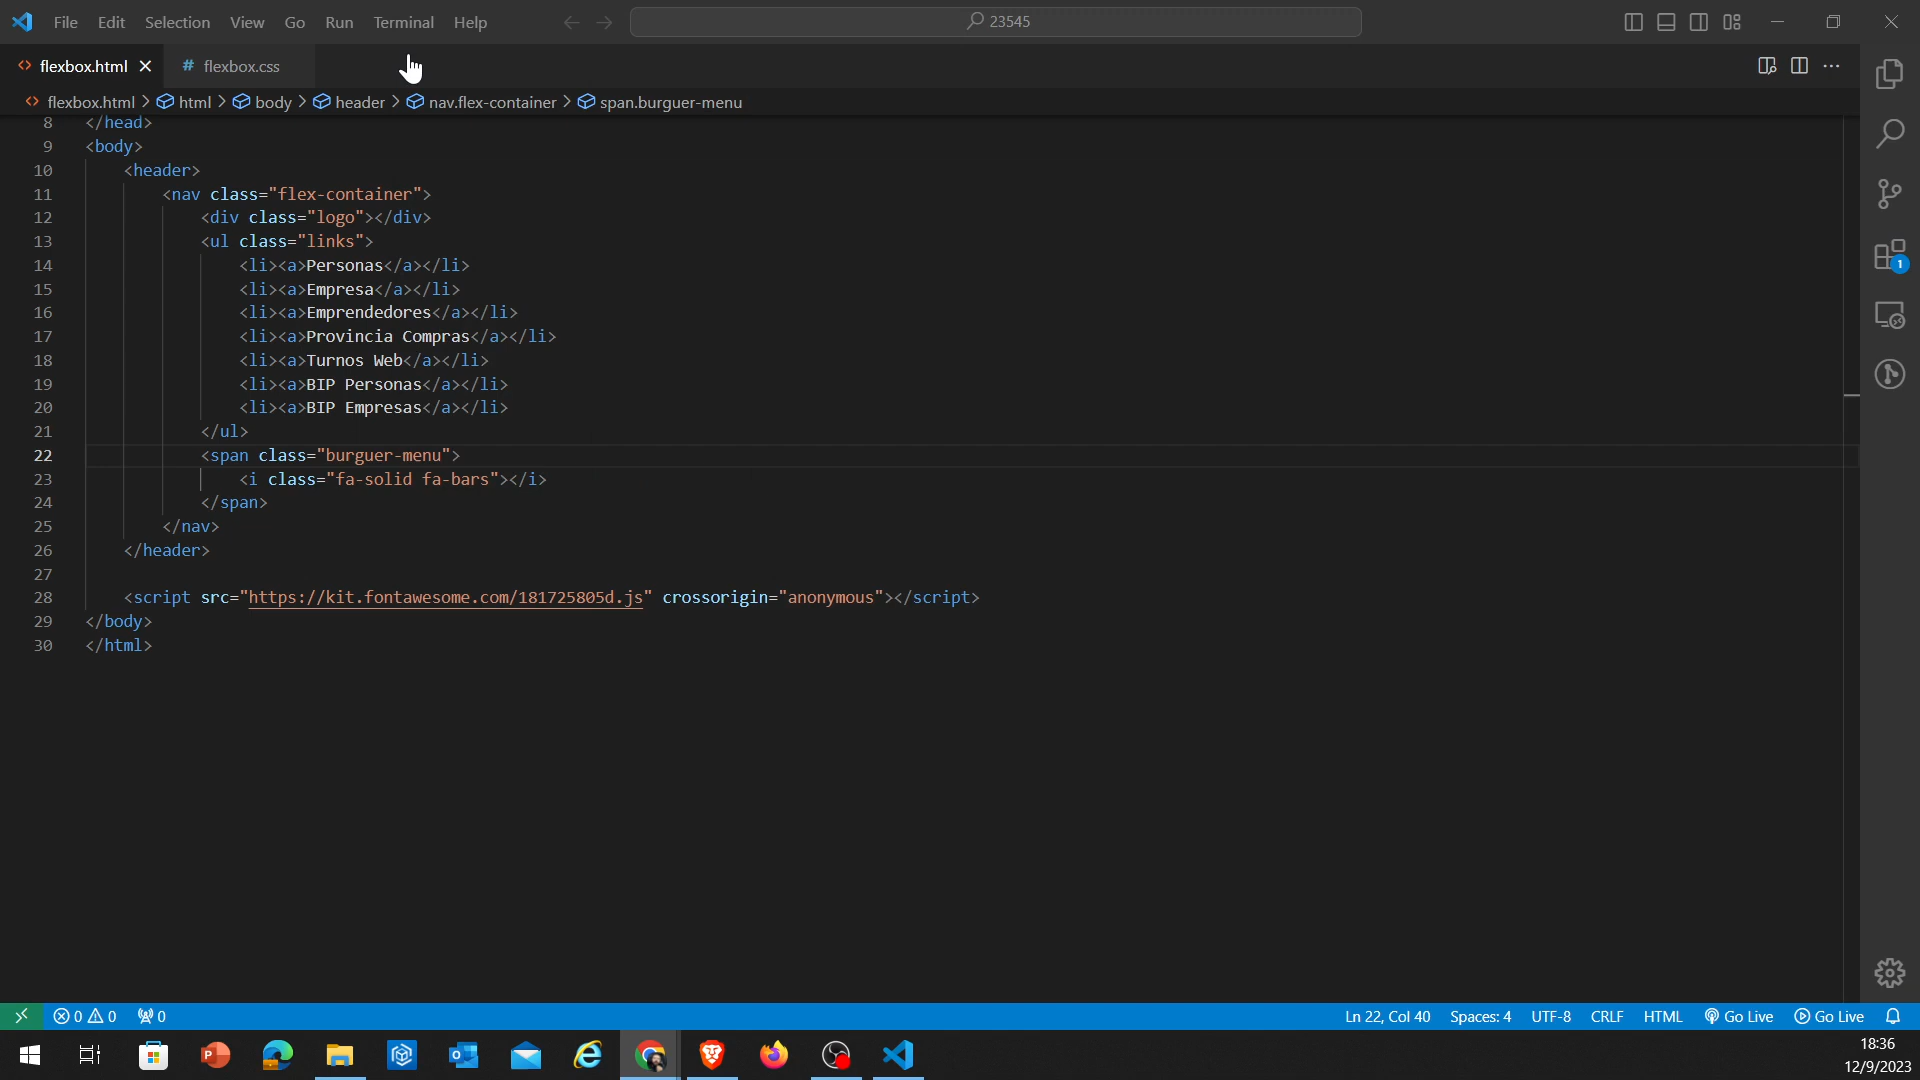 File Edit Selection View Go Run Terminal Help 23545
flexbox.html # flexbox.css
flexbox.html > html > body > header > nav.flex-container > span.burguer-menu
8 </head>
9 <body>
10 <header>
11 <nav class="flex-container">
12 <div class="logo"></div>
13 <ul class="links">
14 <li><a>Personas</a></li>
15 <li><a>Empresa</a></li>
16 <li><a>Emprendedores</a></li>
17 <li><a>Provincia Compras</a></li>
18 <li><a>Turnos Web</a></li>
19 <li><a>BIP Personas</a></li>
20 <li><a>BIP Empresas</a></li>
21 </ul>
22 <span class="burguer-menu">
23 <i class="fa-solid fa-bars"></i>
24 </span>
25 </nav>
26 </header>
27
28 <script src="https://kit.fontawesome.com/181725805d.js" crossorigin="anonymous"></script>
29 </body>
30 </html>
1
0 0 0 Ln 22, Col 40 Spaces: 4 UTF-8 CRLF HTML Go Live Go Live
18:36
12/9/2023